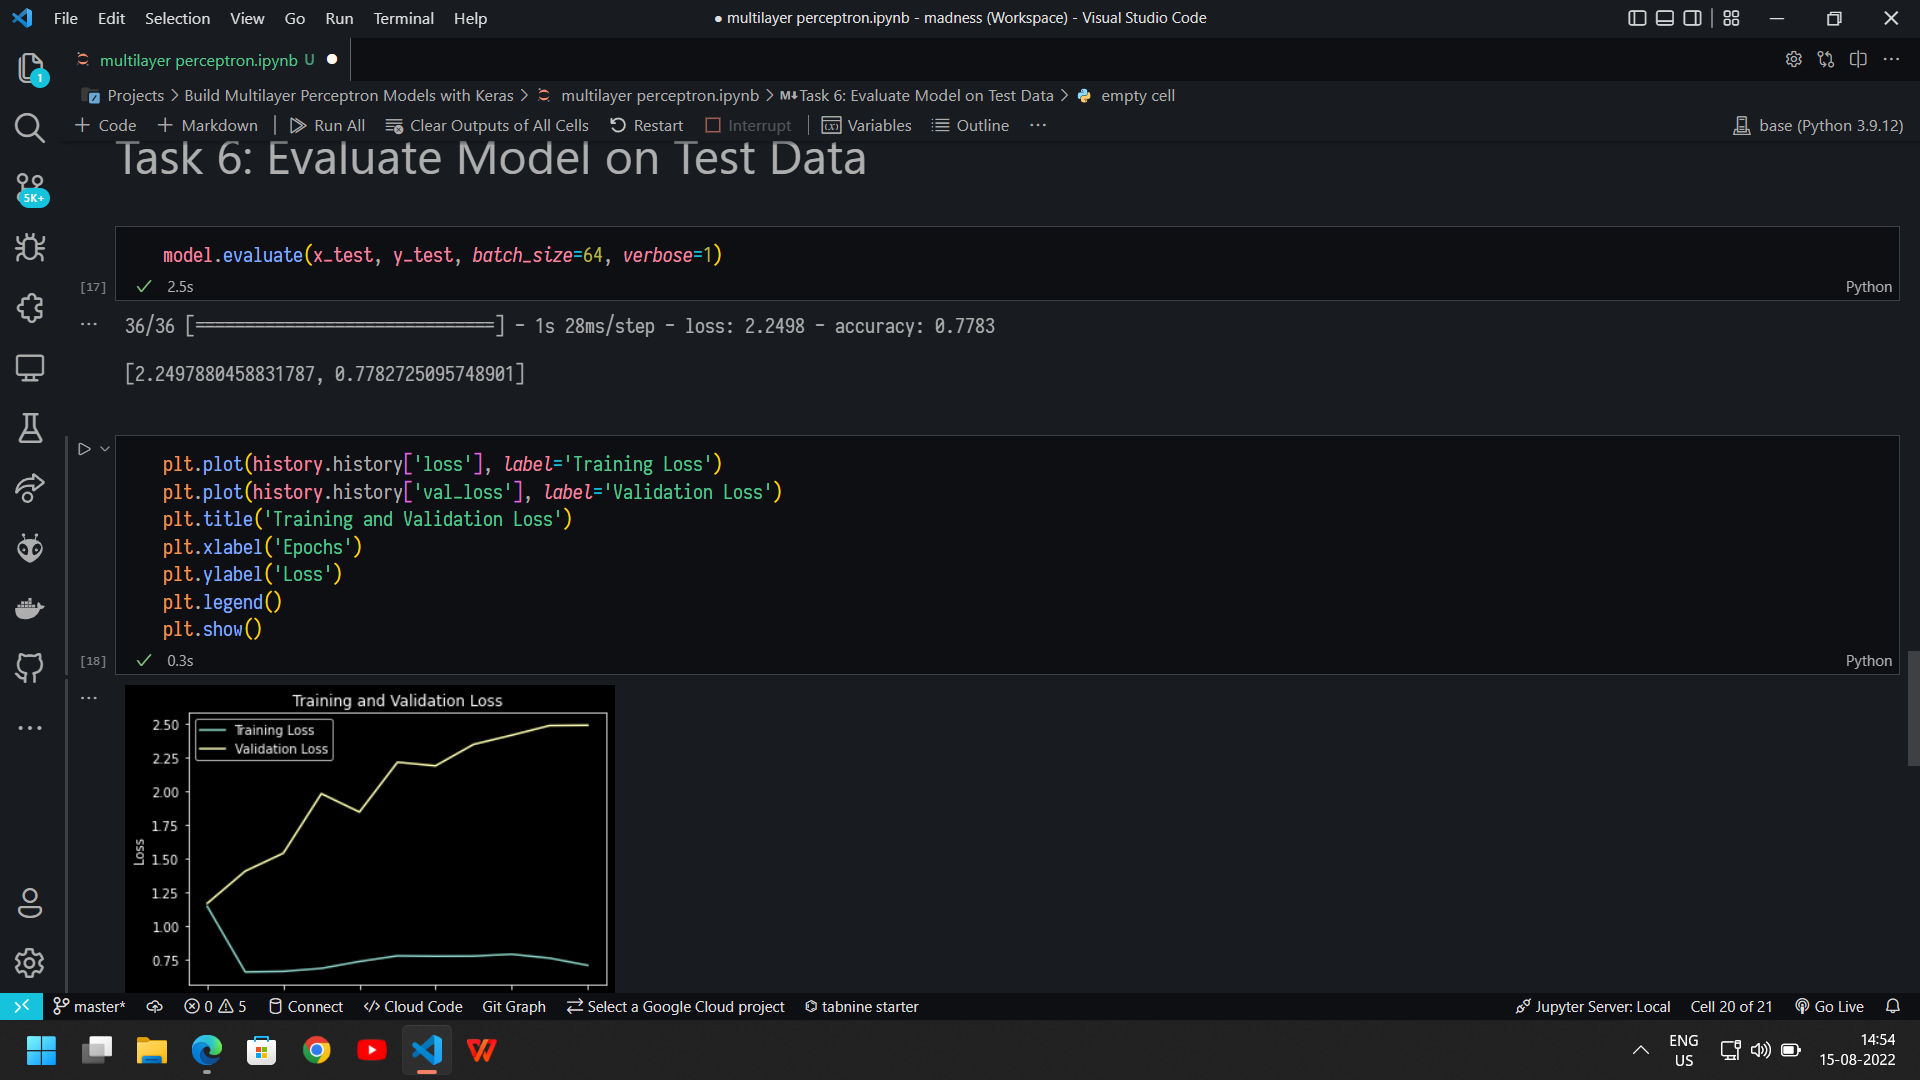 File Edit Selection View Go Run Terminal Help
● multilayer perceptron.ipynb - madness (Workspace) - Visual Studio Code
multilayer perceptron.ipynb U
Projects > Build Multilayer Perceptron Models with Keras > multilayer perceptron.ipynb > M↓Task 6: Evaluate Model on Test Data > empty cell
+ Code + Markdown Run All Clear Outputs of All Cells Restart Interrupt Variables Outline ...
base (Python 3.9.12)
1
5K+
Task 6: Evaluate Model on Test Data
model.evaluate(x_test, y_test, batch_size=64, verbose=1)
[17] ✓ 2.5s Python
... 36/36 [==============================] - 1s 28ms/step - loss: 2.2498 - accuracy: 0.7783
[2.2497880458831787, 0.7782725095748901]
plt.plot(history.history['loss'], label='Training Loss')
plt.plot(history.history['val_loss'], label='Validation Loss')
plt.title('Training and Validation Loss')
plt.xlabel('Epochs')
plt.ylabel('Loss')
plt.legend()
plt.show()
[18] ✓ 0.3s Python
...
Training and Validation Loss
Training Loss
Validation Loss
2.50
2.25
2.00
1.75
1.50
1.25
1.00
0.75
Loss
master* 0 5 Connect Cloud Code Git Graph Select a Google Cloud project tabnine starter
Jupyter Server: Local Cell 20 of 21 Go Live
ENG
US
14:54
15-08-2022